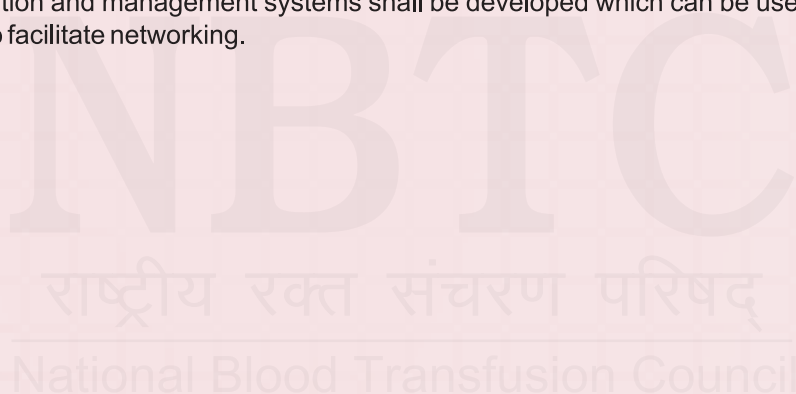 tion and management systems shall be developed which can be use
facilitate networking.
NBTC
राष्ट्रीय रक्त संचरण परिषद्
National Blood Transfusion Council